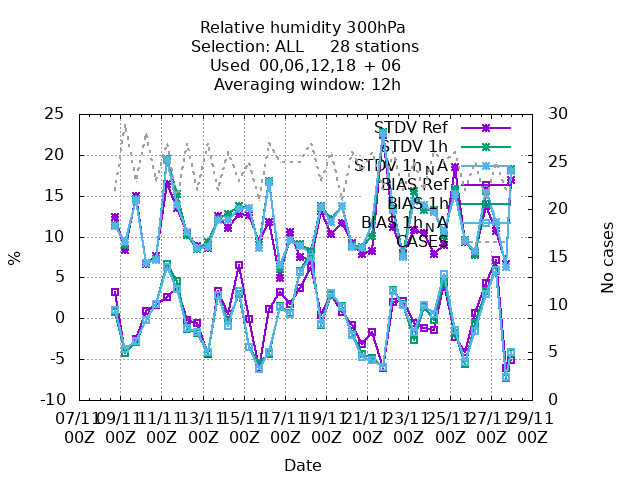 Relative humidity 300hPa
Selection: ALL 28 stations
Used 00,06,12,18 + 06
Averaging window: 12h
25
20
15
10
5
0
-5
-10
%
30
25
20
15
10
5
0
No cases
STDV Ref
STDV 1h
STDV 1h_NA
BIAS Ref
BIAS 1h
BIAS 1h_NA
CASES
07/11 09/11 11/11 13/11 15/11 17/11 19/11 21/11 23/11 25/11 27/11 29/11
00Z 00Z 00Z 00Z 00Z 00Z 00Z 00Z 00Z 00Z 00Z 00Z
Date